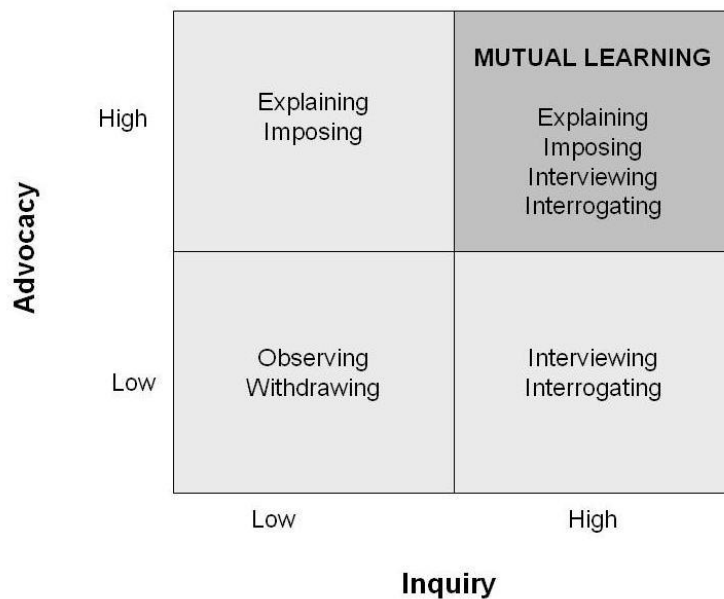 MUTUAL LEARNING
Explaining
Imposing
Explaining
Imposing
Interviewing
Interrogating
High
Advocacy
Observing
Withdrawing
Interviewing
Interrogating
Low
Low
High
Inquiry